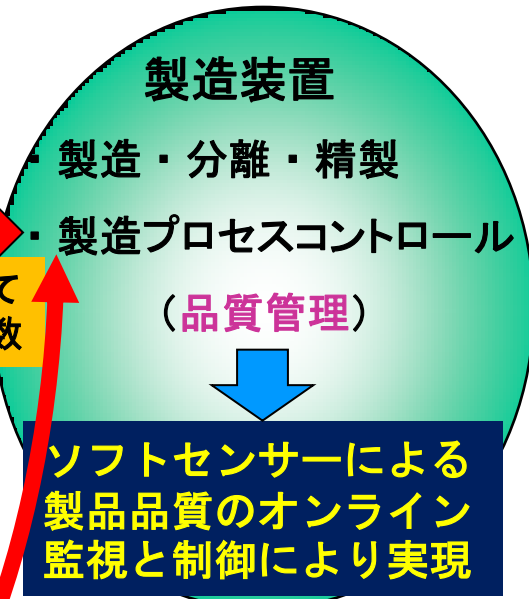 製造装置
・製造・分離・精製
・製造プロセスコントロール
て
数
（品質管理）
ソフトセンサーによる
製品品質のオンライン
監視と制御により実現